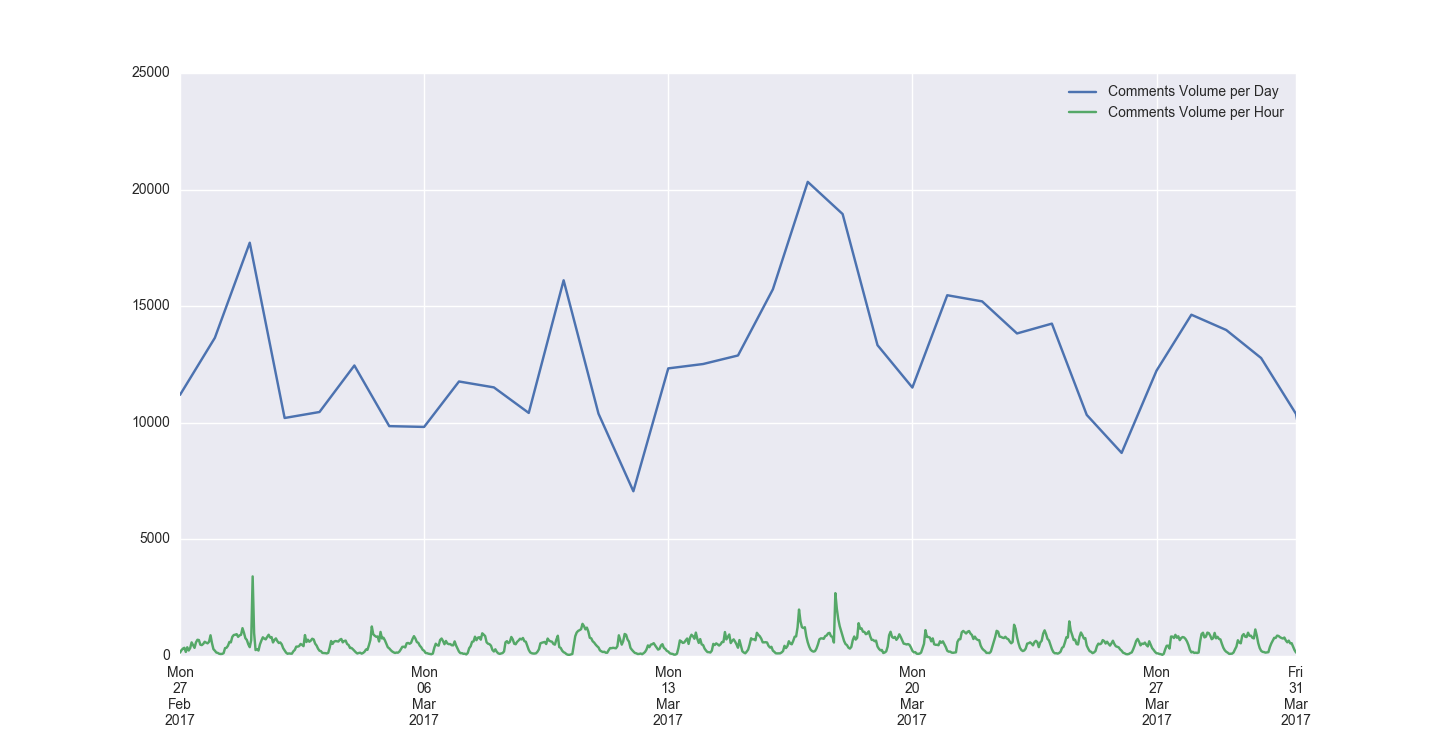 25000
Comments Volume per Day
Comments Volume per Hour
20000
15000
10000
5000
0
Mon Mon Mon Mon Mon Fri
27 06 13 20 27 31
Feb Mar Mar Mar Mar Mar
2017 2017 2017 2017 2017 2017